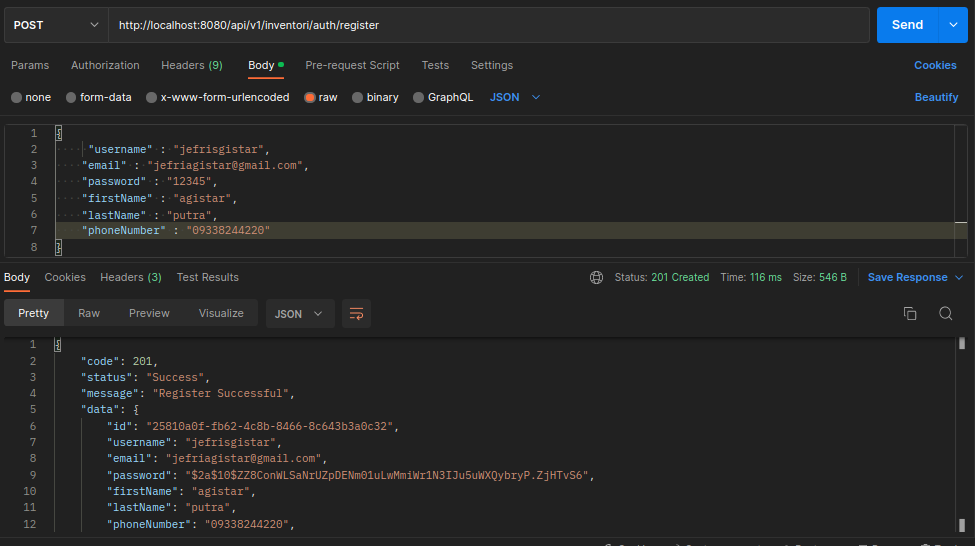 POST http://localhost:8080/api/v1/inventori/auth/register Send
Params Authorization Headers (9) Body Pre-request Script Tests Settings Cookies
none form-data x-www-form-urlencoded raw binary GraphQL JSON Beautify
1 {
2 "username" : "jefrisgistar",
3 "email" : "jefriagistar@gmail.com",
4 "password" : "12345",
5 "firstName" : "agistar",
6 "lastName" : "putra",
7 "phoneNumber" : "09338244220"
8 }
Body Cookies Headers (3) Test Results Status: 201 Created Time: 116 ms Size: 546 B Save Response
Pretty Raw Preview Visualize JSON
1 {
2 "code": 201,
3 "status": "Success",
4 "message": "Register Successful",
5 "data": {
6 "id": "25810a0f-fb62-4c8b-8466-8c643b3a0c32",
7 "username": "jefrisgistar",
8 "email": "jefriagistar@gmail.com",
9 "password": "$2a$10$ZZ8ConWLSaNrUZpDENm01uLwMmiWr1N3IJu5uWXQybryP.ZjHTvS6",
10 "firstName": "agistar",
11 "lastName": "putra",
12 "phoneNumber": "09338244220",